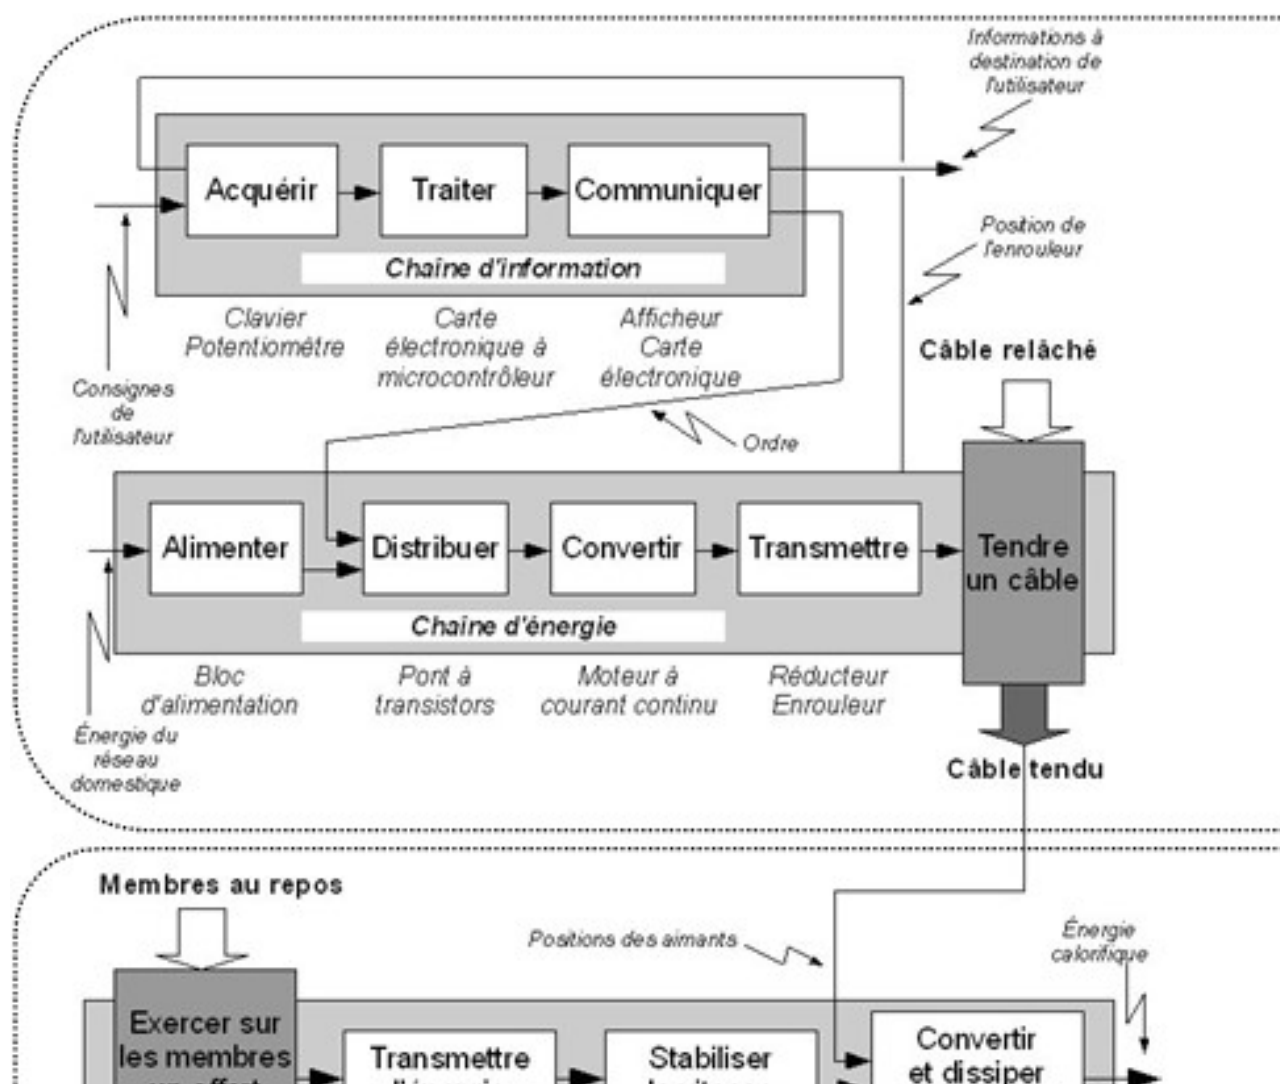 Informations à
destination de
l'utilisateur
Acquérir
Traiter
Communiquer
Position de
l'enrouleur
Chaîne d'information
Clavier
Potentiomètre
Carte
électronique à
microcontrôleur
Afficheur
Carte
électronique
Câble relâché
Consignes
de
l'utilisateur
Ordre
Alimenter
Distribuer
Convertir
Transmettre
Tendre
un câble
Chaîne d'énergie
Bloc
d'alimentation
Pont à
transistors
Moteur à
courant continu
Réducteur
Enrouleur
Énergie du
réseau
domestique
Câble tendu
Membres au repos
Positions des aimants
Énergie
calorifique
Exercer sur
les membres
Transmettre
Stabiliser
Convertir
et dissiper